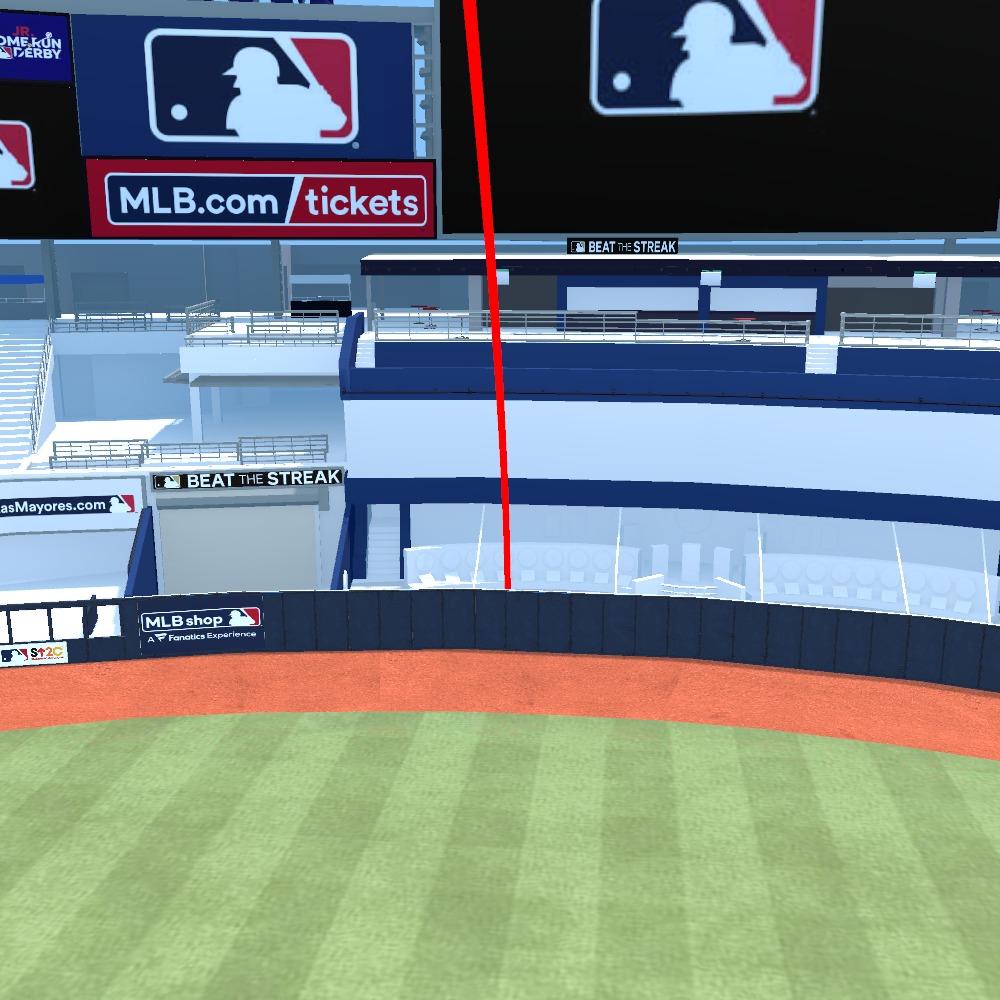 JR.
HOME RUN
DERBY
MLB.com/tickets
BEAT THE STREAK
BEAT THE STREAK
asMayores.com
MLB shop
A Fanatics Experience